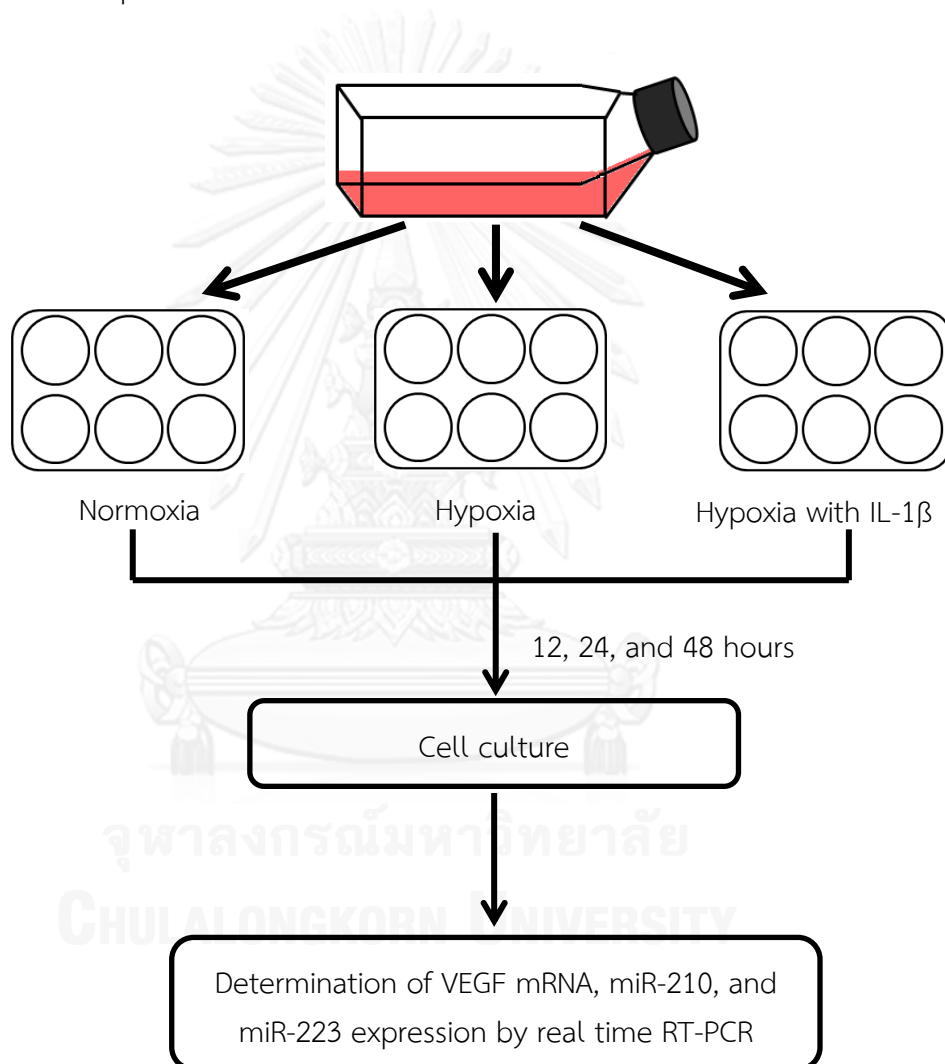 Normoxia
Hypoxia
Hypoxia with IL-1β
12, 24, and 48 hours
Cell culture
จุฬาลงกรณ์มหาวิทยาลัย
CHULALONGKORN UNIVERSITY
Determination of VEGF mRNA, miR-210, and
miR-223 expression by real time RT-PCR